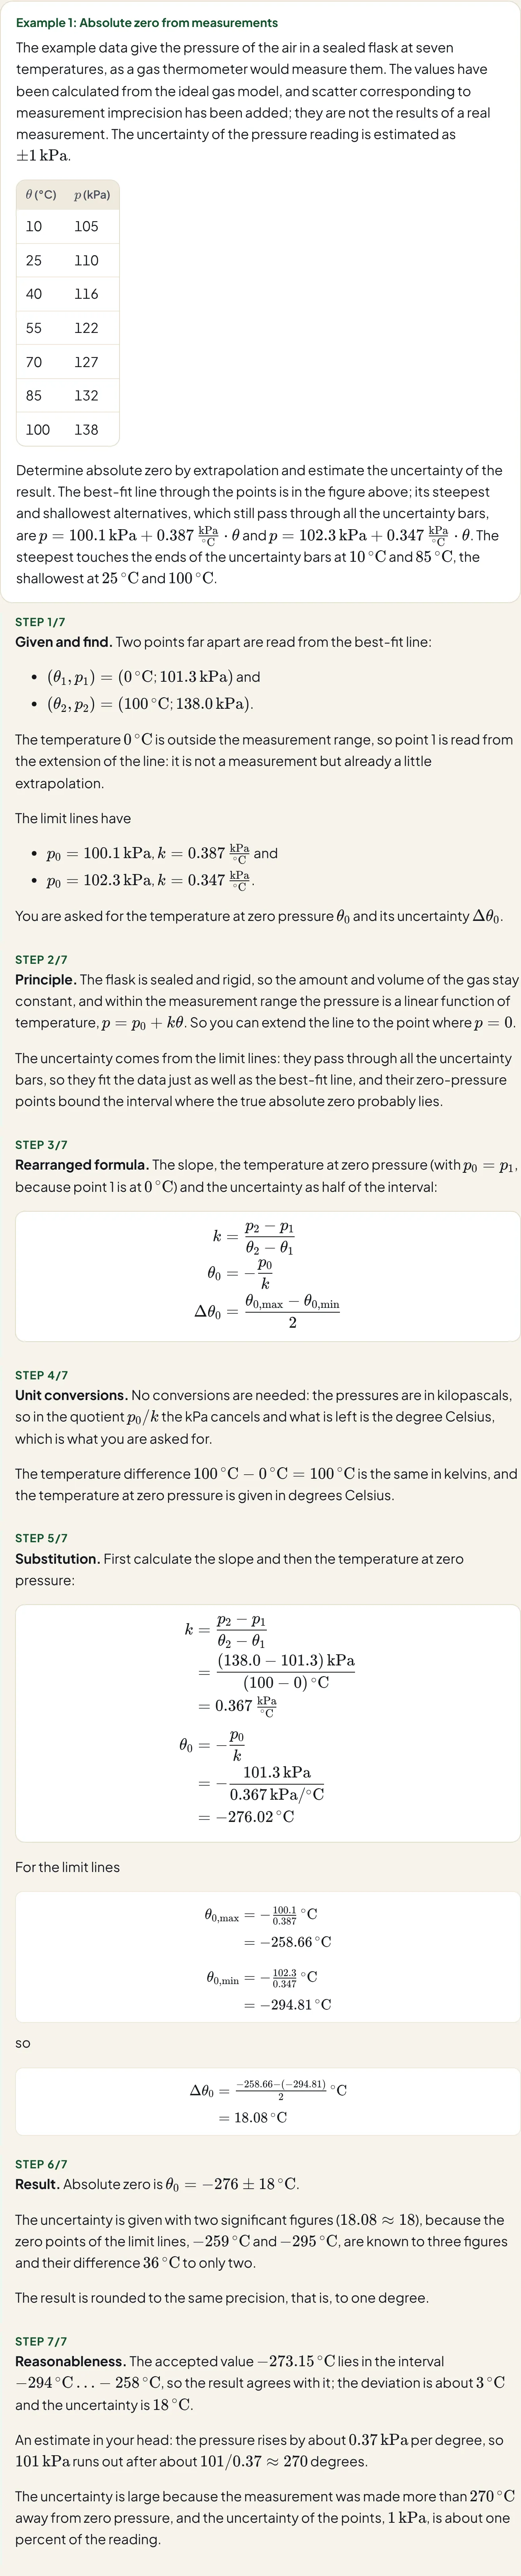 Example 1: Absolute zero from measurements
The example data give the pressure of the air in a sealed flask at seven
temperatures, as a gas thermometer would measure them. The values have
been calculated from the ideal gas model, and scatter corresponding to
measurement imprecision has been added; they are not the results of a real
measurement. The uncertainty of the pressure reading is estimated as
±1 kPa.
θ (°C) p (kPa)
10 105
25 110
40 116
55 122
70 127
85 132
100 138
Determine absolute zero by extrapolation and estimate the uncertainty of the
result. The best-fit line through the points is in the figure above; its steepest
and shallowest alternatives, which still pass through all the uncertainty bars,
are p = 100.1 kPa + 0.387 kPa/°C · θ and p = 102.3 kPa + 0.347 kPa/°C · θ. The
steepest touches the ends of the uncertainty bars at 10 °C and 85 °C, the
shallowest at 25 °C and 100 °C.
STEP 1/7
Given and find. Two points far apart are read from the best-fit line:
• (θ₁, p₁) = (0 °C; 101.3 kPa) and
• (θ₂, p₂) = (100 °C; 138.0 kPa).
The temperature 0 °C is outside the measurement range, so point 1 is read from
the extension of the line: it is not a measurement but already a little
extrapolation.
The limit lines have
• p₀ = 100.1 kPa, k = 0.387 kPa/°C and
• p₀ = 102.3 kPa, k = 0.347 kPa/°C.
You are asked for the temperature at zero pressure θ₀ and its uncertainty Δθ₀.
STEP 2/7
Principle. The flask is sealed and rigid, so the amount and volume of the gas stay
constant, and within the measurement range the pressure is a linear function of
temperature, p = p₀ + kθ. So you can extend the line to the point where p = 0.
The uncertainty comes from the limit lines: they pass through all the uncertainty
bars, so they fit the data just as well as the best-fit line, and their zero-pressure
points bound the interval where the true absolute zero probably lies.
STEP 3/7
Rearranged formula. The slope, the temperature at zero pressure (with p₀ = p₁,
because point 1 is at 0 °C) and the uncertainty as half of the interval:
k = (p₂ − p₁)/(θ₂ − θ₁)
θ₀ = −p₀/k
Δθ₀ = (θ₀,max − θ₀,min)/2
STEP 4/7
Unit conversions. No conversions are needed: the pressures are in kilopascals,
so in the quotient p₀/k the kPa cancels and what is left is the degree Celsius,
which is what you are asked for.
The temperature difference 100 °C − 0 °C = 100 °C is the same in kelvins, and
the temperature at zero pressure is given in degrees Celsius.
STEP 5/7
Substitution. First calculate the slope and then the temperature at zero
pressure:
k = (p₂ − p₁)/(θ₂ − θ₁)
= (138.0 − 101.3) kPa/(100 − 0) °C
= 0.367 kPa/°C
θ₀ = −p₀/k
= −101.3 kPa/0.367 kPa/°C
= −276.02 °C
For the limit lines
θ₀,max = −100.1/0.387 °C
= −258.66 °C
θ₀,min = −102.3/0.347 °C
= −294.81 °C
so
Δθ₀ = −258.66−(−294.81)/2 °C
= 18.08 °C
STEP 6/7
Result. Absolute zero is θ₀ = −276 ± 18 °C.
The uncertainty is given with two significant figures (18.08 ≈ 18), because the
zero points of the limit lines, −259 °C and −295 °C, are known to three figures
and their difference 36 °C to only two.
The result is rounded to the same precision, that is, to one degree.
STEP 7/7
Reasonableness. The accepted value −273.15 °C lies in the interval
−294 °C … − 258 °C, so the result agrees with it; the deviation is about 3 °C
and the uncertainty is 18 °C.
An estimate in your head: the pressure rises by about 0.37 kPa per degree, so
101 kPa runs out after about 101/0.37 ≈ 270 degrees.
The uncertainty is large because the measurement was made more than 270 °C
away from zero pressure, and the uncertainty of the points, 1 kPa, is about one
percent of the reading.